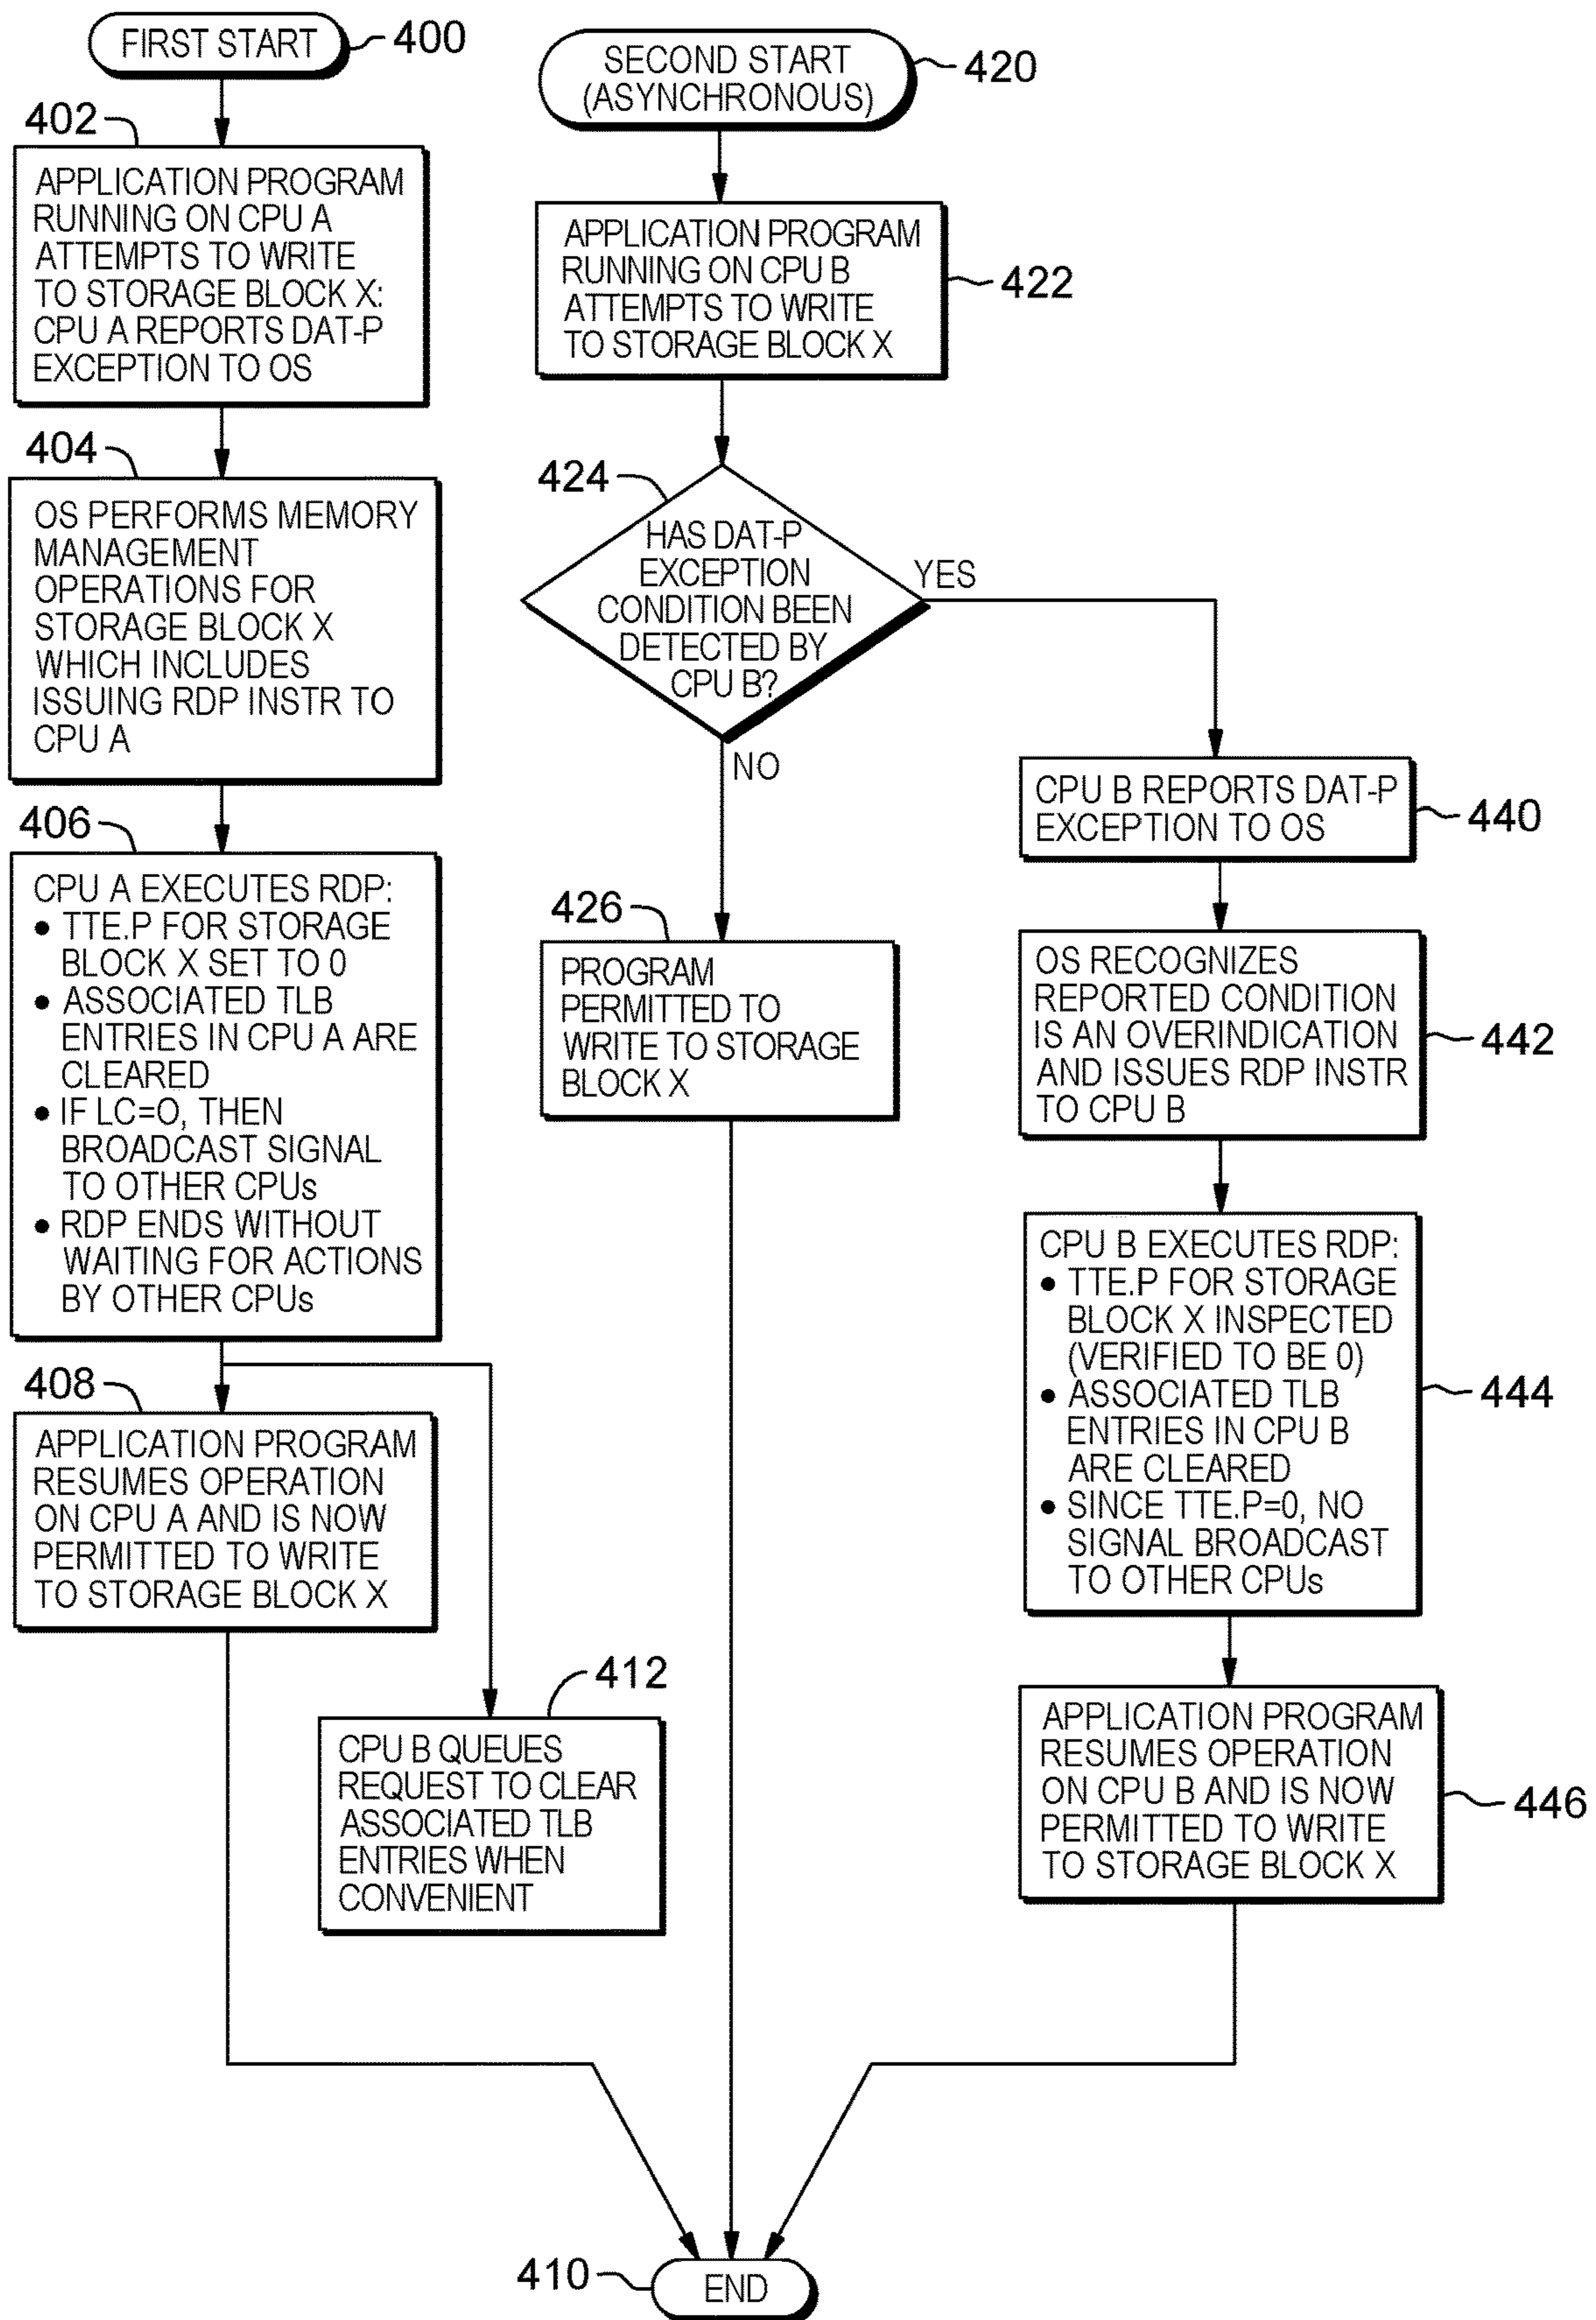 FIRST START
400
402
APPLICATION PROGRAM
RUNNING ON CPU A
ATTEMPTS TO WRITE
TO STORAGE BLOCK X:
CPU A REPORTS DAT-P
EXCEPTION TO OS
404
OS PERFORMS MEMORY
MANAGEMENT
OPERATIONS FOR
STORAGE BLOCK X
WHICH INCLUDES
ISSUING RDP INSTR TO
CPU A
406
CPU A EXECUTES RDP:
• TTE.P FOR STORAGE
BLOCK X SET TO 0
• ASSOCIATED TLB
ENTRIES IN CPU A ARE
CLEARED
• IF LC=O, THEN
BROADCAST SIGNAL
TO OTHER CPUs
• RDP ENDS WITHOUT
WAITING FOR ACTIONS
BY OTHER CPUs
408
APPLICATION PROGRAM
RESUMES OPERATION
ON CPU A AND IS NOW
PERMITTED TO WRITE
TO STORAGE BLOCK X
412
CPU B QUEUES
REQUEST TO CLEAR
ASSOCIATED TLB
ENTRIES WHEN
CONVENIENT
SECOND START
(ASYNCHRONOUS)
420
APPLICATION PROGRAM
RUNNING ON CPU B
ATTEMPTS TO WRITE
TO STORAGE BLOCK X
422
424
HAS DAT-P
EXCEPTION
CONDITION BEEN
DETECTED BY
CPU B?
YES
NO
426
PROGRAM
PERMITTED TO
WRITE TO STORAGE
BLOCK X
CPU B REPORTS DAT-P
EXCEPTION TO OS
440
OS RECOGNIZES
REPORTED CONDITION
IS AN OVERINDICATION
AND ISSUES RDP INSTR
TO CPU B
442
CPU B EXECUTES RDP:
• TTE.P FOR STORAGE
BLOCK X INSPECTED
(VERIFIED TO BE 0)
• ASSOCIATED TLB
ENTRIES IN CPU B
ARE CLEARED
• SINCE TTE.P=0, NO
SIGNAL BROADCAST
TO OTHER CPUs
444
APPLICATION PROGRAM
RESUMES OPERATION
ON CPU B AND IS NOW
PERMITTED TO WRITE
TO STORAGE BLOCK X
446
410
END